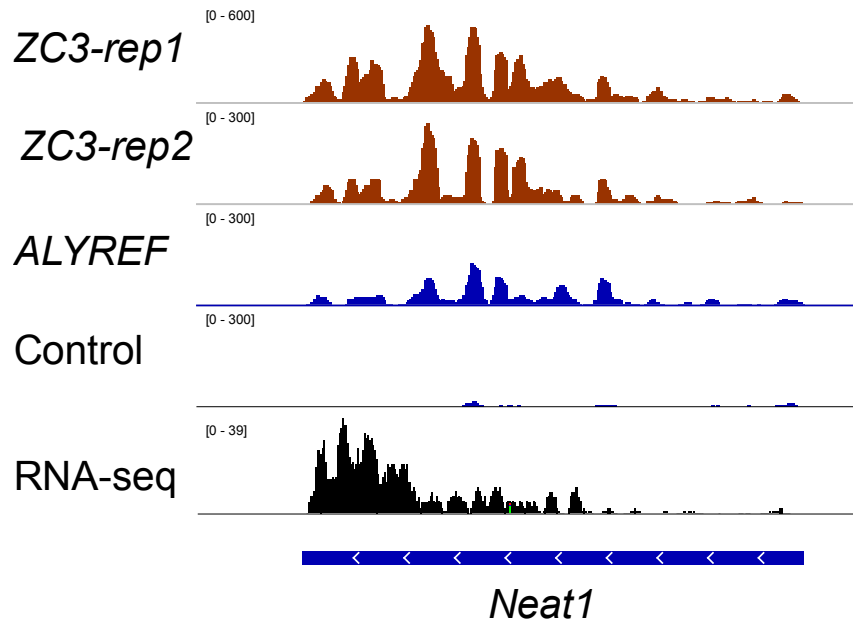 [0 - 600]
ZC3-rep1
[0 - 300]
ZC3-rep2
[0 - 300]
ALYREF
[0 - 300]
Control
[0 - 39]
RNA-seq
Neat1